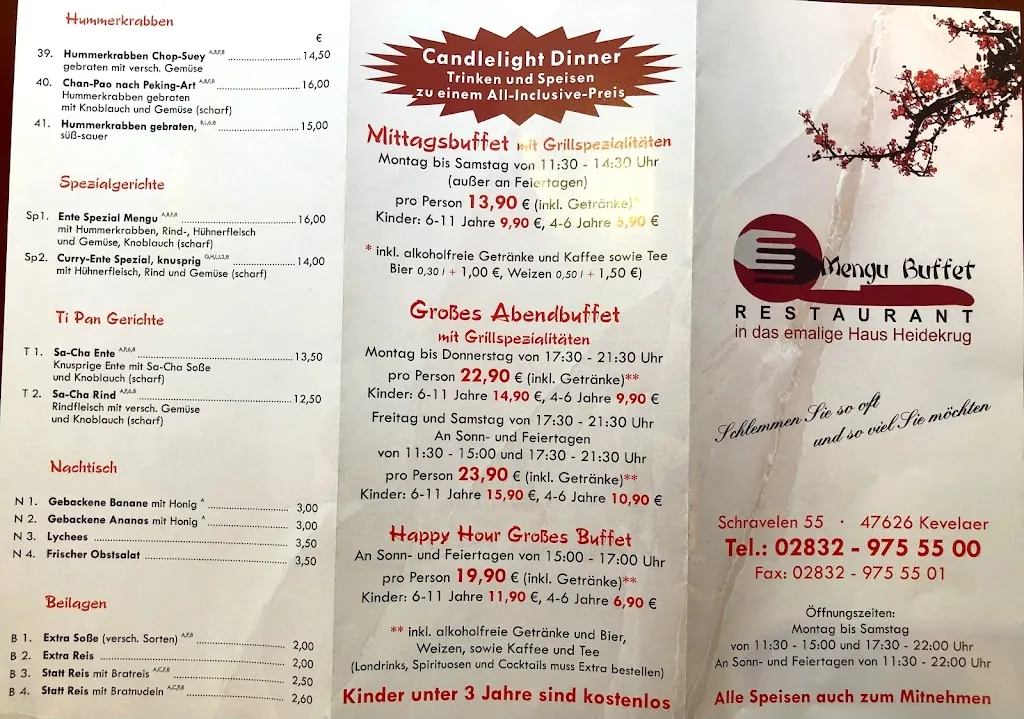 Hummerkrabben
€
39. Hummerkrabben Chop-Suey A,B,F,8 14,50
gebraten mit versch. Gemüse
40. Chan-Pao nach Peking-Art A,B,F,8 16,00
Hummerkrabben gebraten
mit Knoblauch und Gemüse (scharf)
41. Hummerkrabben gebraten, 15,00
süß-sauer
Spezialgerichte
Sp1. Ente Spezial Mengu A,B,F,8 16,00
mit Hummerkrabben, Rind-, Hühnerfleisch
und Gemüse, Knoblauch (scharf)
Sp2. Curry-Ente Spezial, knusprig 14,00
mit Hühnerfleisch, Rind und Gemüse (scharf)
Ti Pan Gerichte
T 1. Sa-Cha Ente A,F,6,8 13,50
Knusprige Ente mit Sa-Cha Soße
und Knoblauch (scharf)
T 2. Sa-Cha Rind A,F,6,8 12,50
Rindfleisch mit versch. Gemüse
und Knoblauch (scharf)
Nachtisch
N 1. Gebackene Banane mit Honig A 3,00
N 2. Gebackene Ananas mit Honig A 3,00
N 3. Lychees 3,50
N 4. Frischer Obstsalat 3,50
Beilagen
B 1. Extra Soße (versch. Sorten) A,F,8 2,00
B 2. Extra Reis 2,00
B 3. Statt Reis mit Bratreis A,C,F,8 2,50
B 4. Statt Reis mit Bratnudeln A,C,F,8 2,60
Candlelight Dinner
Trinken und Speisen
zu einem All-Inclusive-Preis
Mittagsbuffet mit Grillspezialitäten
Montag bis Samstag von 11:30 - 14:30 Uhr
(außer an Feiertagen)
pro Person 13,90 € (inkl. Getränke)*
Kinder: 6-11 Jahre 9,90 €, 4-6 Jahre 5,90 €
* inkl. alkoholfreie Getränke und Kaffee sowie Tee
Bier 0,30 l + 1,00 €, Weizen 0,50 l + 1,50 €)
Großes Abendbuffet
mit Grillspezialitäten
Montag bis Donnerstag von 17:30 - 21:30 Uhr
pro Person 22,90 € (inkl. Getränke)**
Kinder: 6-11 Jahre 14,90 €, 4-6 Jahre 9,90 €
Freitag und Samstag von 17:30 - 21:30 Uhr
An Sonn- und Feiertagen
von 11:30 - 15:00 und 17:30 - 21:30 Uhr
pro Person 23,90 € (inkl. Getränke)**
Kinder: 6-11 Jahre 15,90 €, 4-6 Jahre 10,90 €
Happy Hour Großes Buffet
An Sonn- und Feiertagen von 15:00 - 17:00 Uhr
pro Person 19,90 € (inkl. Getränke)**
Kinder: 6-11 Jahre 11,90 €, 4-6 Jahre 6,90 €
** inkl. alkoholfreie Getränke und Bier,
Weizen, sowie Kaffee und Tee
(Londrinks, Spirituosen und Cocktails muss Extra bestellen)
Kinder unter 3 Jahre sind kostenlos
Mengu Buffet
RESTAURANT
in das emalige Haus Heidekrug
Schlemmen Sie so oft
und so viel Sie möchten
Schravelen 55 · 47626 Kevelaer
Tel.: 02832 - 975 55 00
Fax: 02832 - 975 55 01
Öffnungszeiten:
Montag bis Samstag
von 11:30 - 15:00 und 17:30 - 22:00 Uhr
An Sonn- und Feiertagen von 11:30 - 22:00 Uhr
Alle Speisen auch zum Mitnehmen